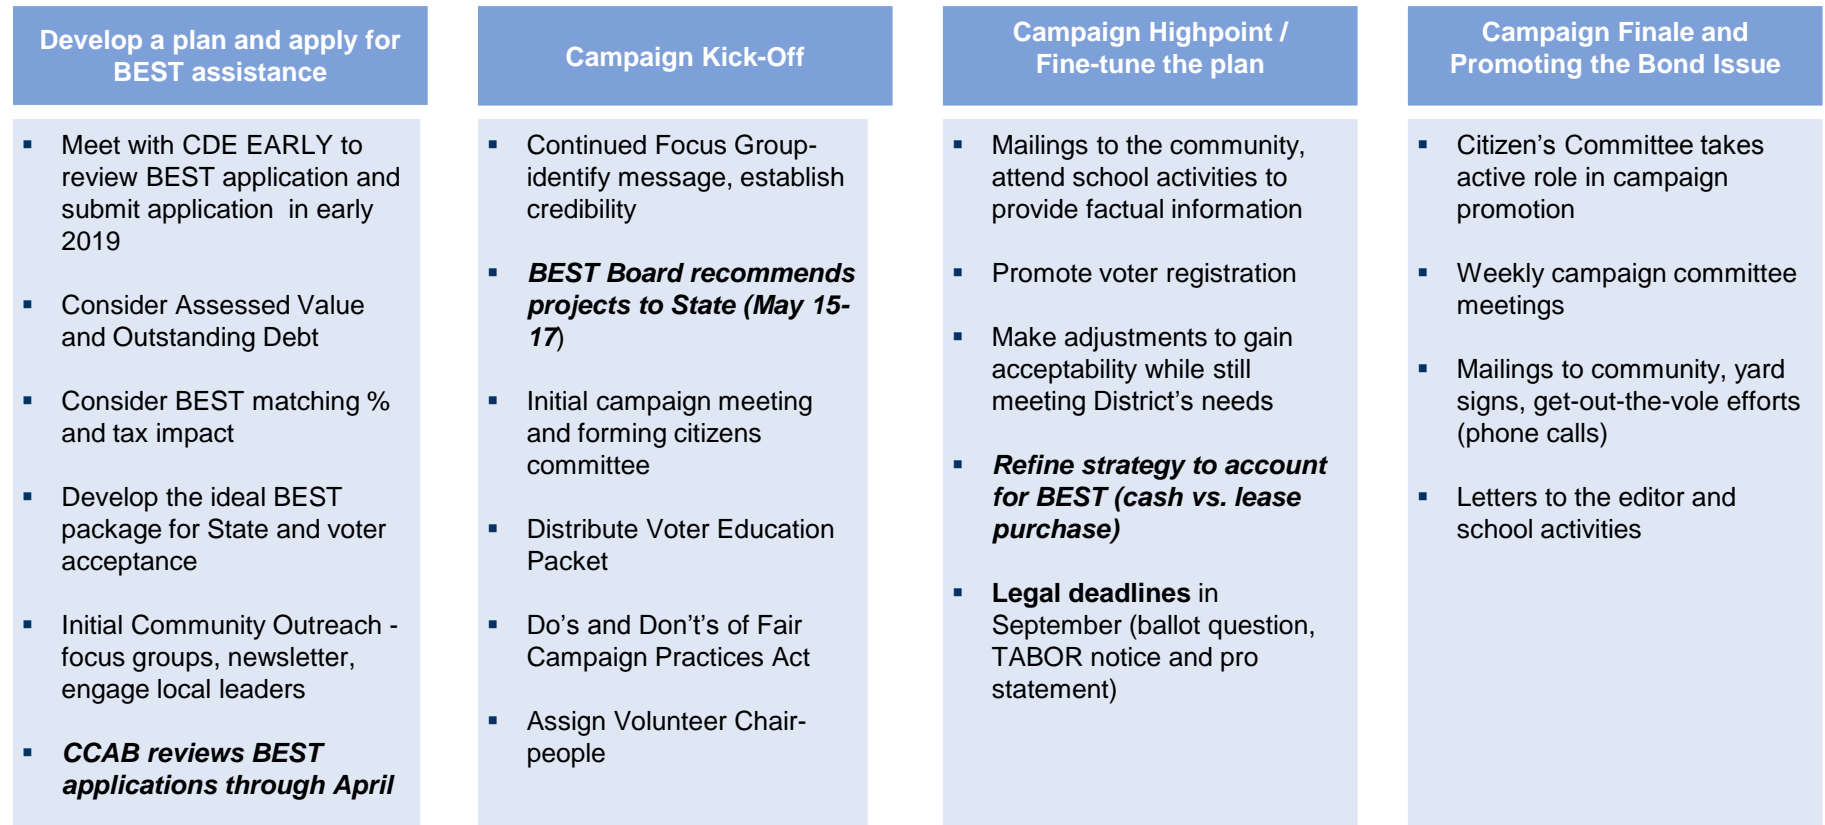 Develop a plan and apply for
BEST assistance
Meet with CDE EARLY to
review BEST application and
submit application in early
2019
Consider Assessed Value
and Outstanding Debt
Consider BEST matching %
and tax impact
Develop the ideal BEST
package for State and voter
acceptance
Initial Community Outreach -
focus groups, newsletter,
engage local leaders
CCAB reviews BEST
applications through April
Campaign Kick-Off
Continued Focus Group-
identify message, establish
credibility
BEST Board recommends
projects to State (May 15-
17)
Initial campaign meeting
and forming citizens
committee
Distribute Voter Education
Packet
Do’s and Don’t’s of Fair
Campaign Practices Act
Assign Volunteer Chair-
people
Campaign Highpoint /
Fine-tune the plan
Mailings to the community,
attend school activities to
provide factual information
Promote voter registration
Make adjustments to gain
acceptability while still
meeting District’s needs
Refine strategy to account
for BEST (cash vs. lease
purchase)
Legal deadlines in
September (ballot question,
TABOR notice and pro
statement)
Campaign Finale and
Promoting the Bond Issue
Citizen’s Committee takes
active role in campaign
promotion
Weekly campaign committee
meetings
Mailings to community, yard
signs, get-out-the-vole efforts
(phone calls)
Letters to the editor and
school activities